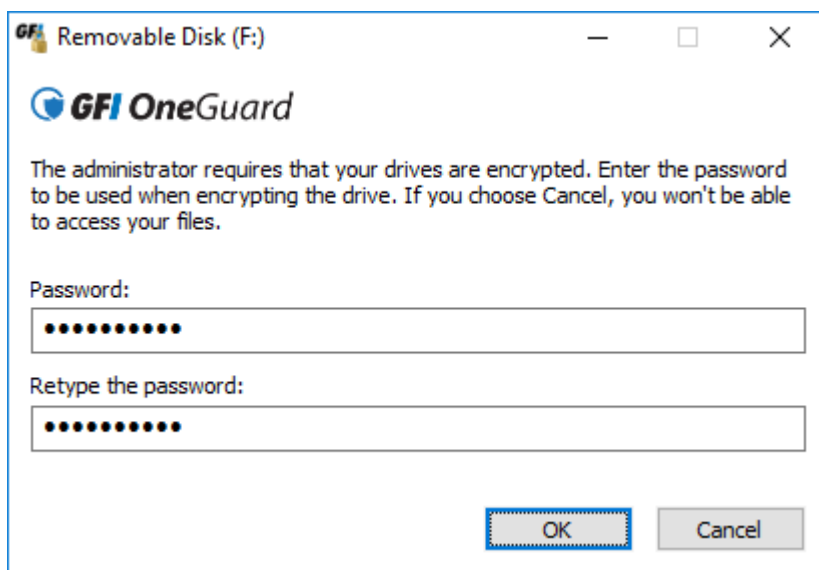 GFI Removable Disk (F:)
GFI OneGuard
The administrator requires that your drives are encrypted. Enter the password
to be used when encrypting the drive. If you choose Cancel, you won't be able
to access your files.
Password:
••••••••••
Retype the password:
••••••••••
OK Cancel